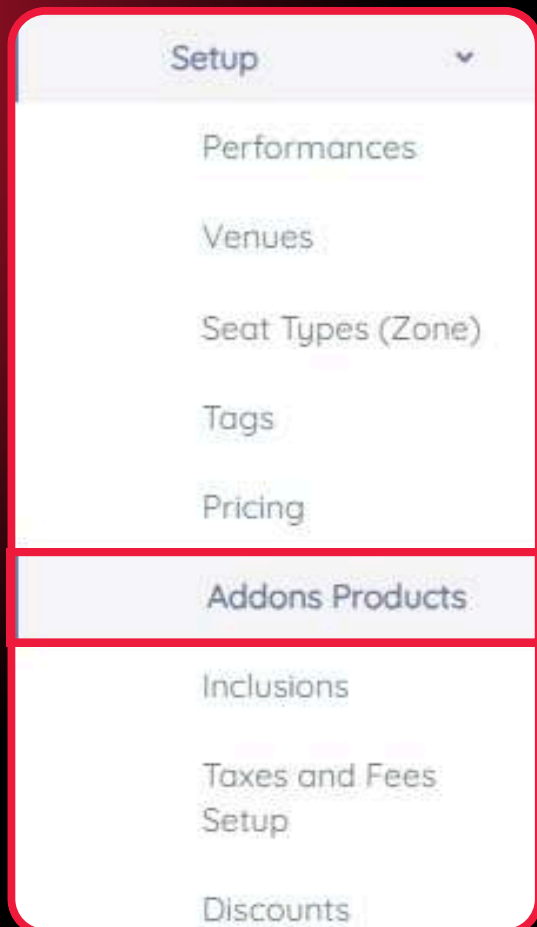 Setup
Performances
Venues
Seat Types (Zone)
Tags
Pricing
Addons Products
Inclusions
Taxes and Fees
Setup
Discounts